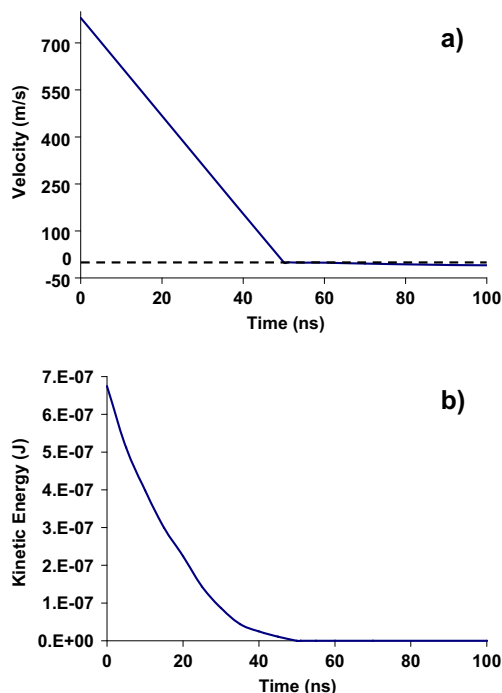 a)
Velocity (m/s)
700
550
400
250
100
0
-50
0 20 40 60 80 100
Time (ns)
b)
Kinetic Energy (J)
7.E-07
6.E-07
5.E-07
4.E-07
3.E-07
2.E-07
1.E-07
0.E+00
0 20 40 60 80 100
Time (ns)